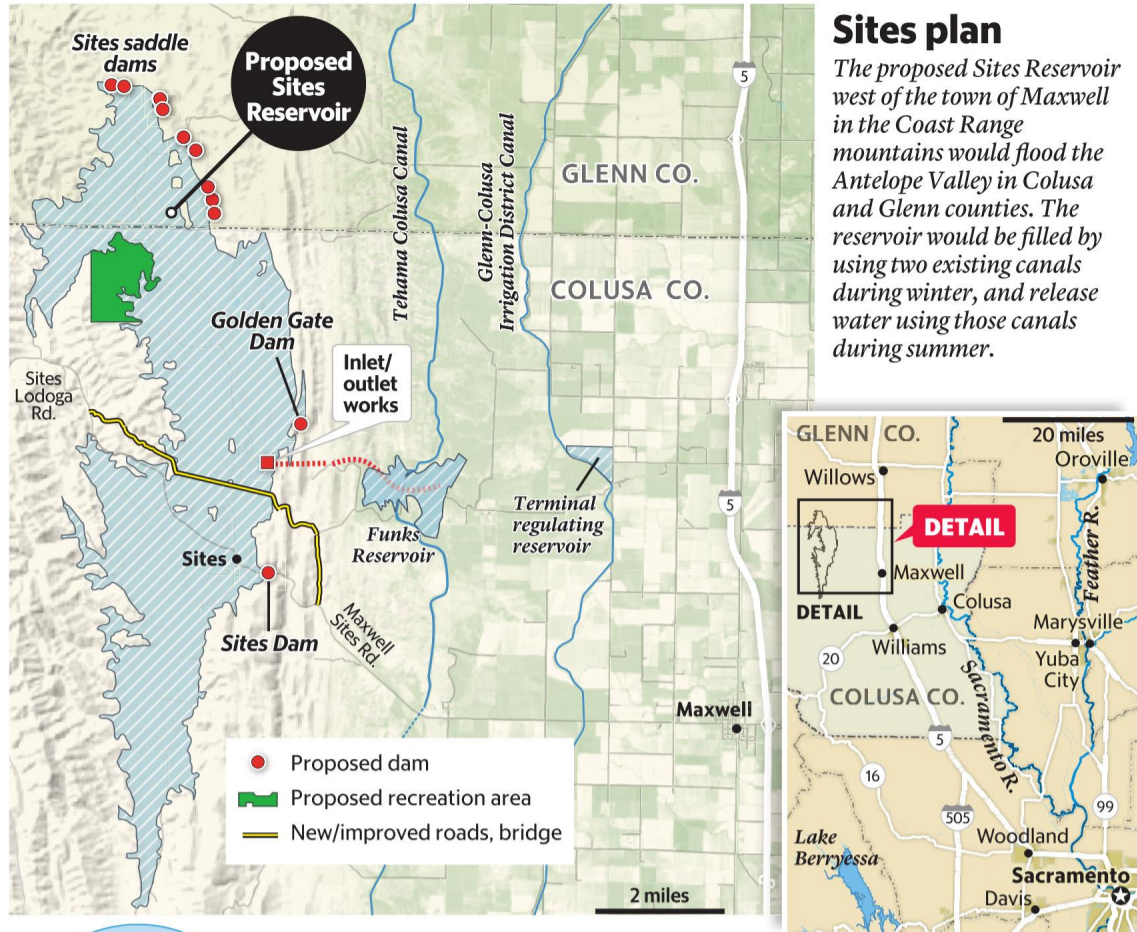 Sites plan
The proposed Sites Reservoir
west of the town of Maxwell
in the Coast Range
mountains would flood the
Antelope Valley in Colusa
and Glenn counties. The
reservoir would be filled by
using two existing canals
during winter, and release
water using those canals
during summer.
Sites saddle
dams
Proposed
Sites
Reservoir
Tehama Colusa Canal
Glenn-Colusa
Irrigation District Canal
5
GLENN CO.
COLUSA CO.
Golden Gate
Dam
Inlet/
outlet
works
Sites
Lodoga
Rd.
Funks
Reservoir
Terminal
regulating
reservoir
5
Sites
Sites Dam
Maxwell
Sites Rd.
Maxwell
Proposed dam
Proposed recreation area
New/improved roads, bridge
2 miles
GLENN CO.
20 miles
Oroville
Willows
DETAIL
Feather R.
Maxwell
DETAIL
Colusa
Marysville
Williams
Yuba
City
20
COLUSA CO.
Sacramento R.
5
16
505
99
Lake
Berryessa
Woodland
Sacramento
Davis